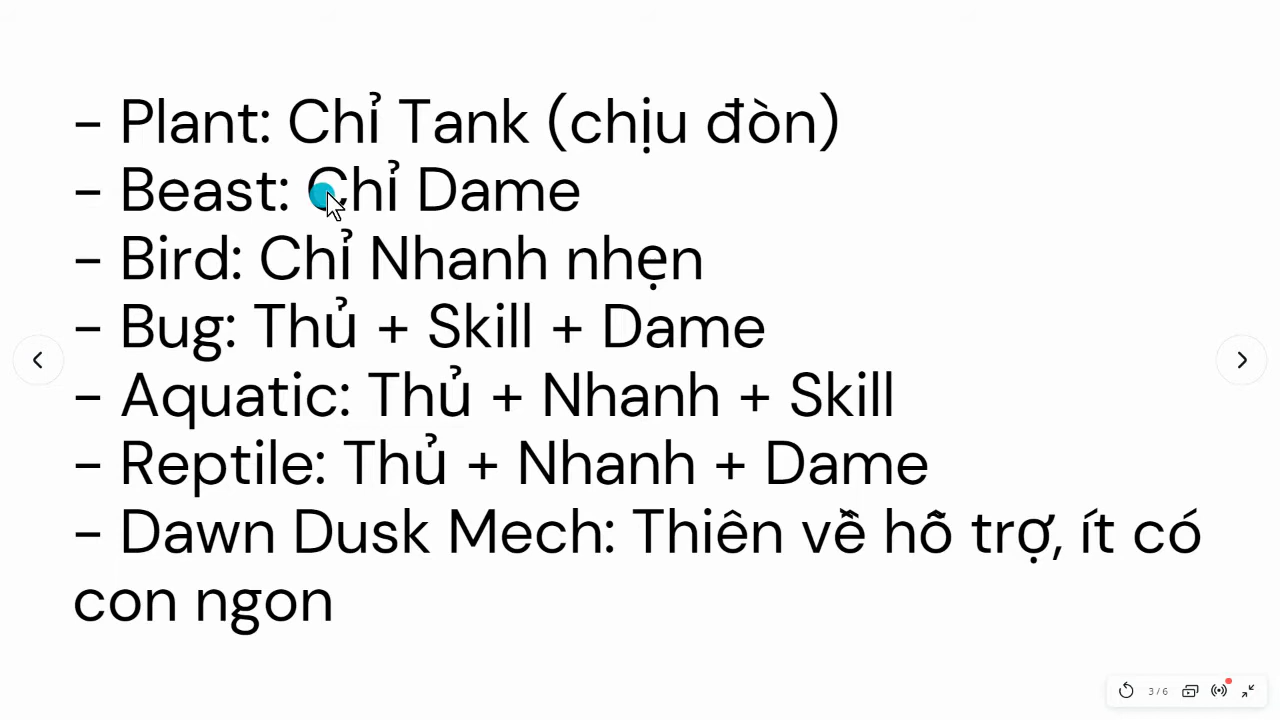 - Plant: Chỉ Tank (chịu đòn)
- Beast: Chỉ Dame
- Bird: Chỉ Nhanh nhẹn
- Bug: Thủ + Skill + Dame
- Aquatic: Thủ + Nhanh + Skill
- Reptile: Thủ + Nhanh + Dame
- Dawn Dusk Mech: Thiên về hỗ trợ, ít có
con ngon
3/6